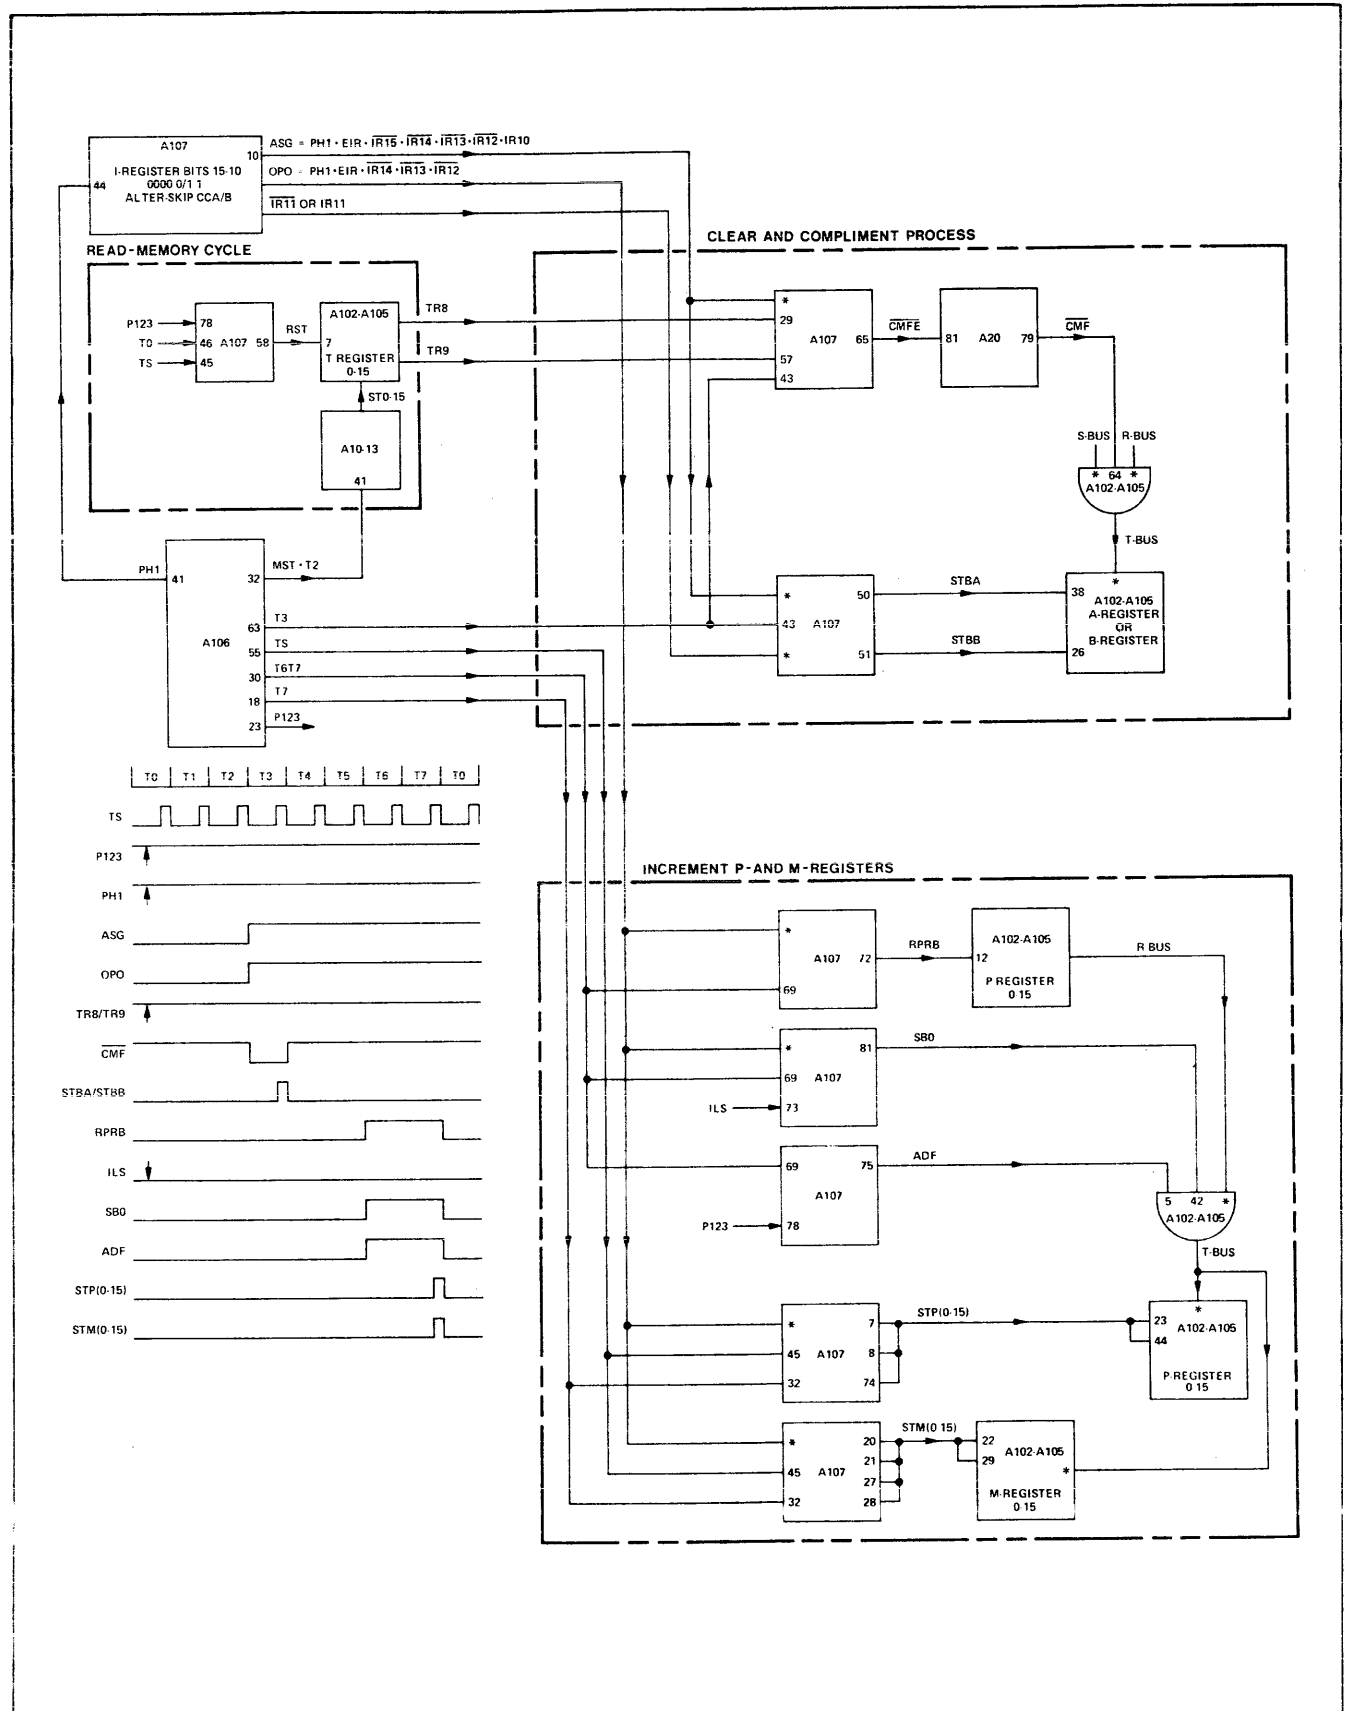 A107
I-REGISTER BITS 15-10
0000 0/1 1
ALTER-SKIP CCA/B
44
10
ASG = PH1·EIR·IR15·IR14·IR13·IR12·IR10
OPO = PH1·EIR·IR14·IR13·IR12
IR11 OR IR11
READ-MEMORY CYCLE
P123
T0
TS
78
46 A107 58
45
RST
A102-A105
7
T REGISTER
0-15
TR8
TR9
ST0-15
A10-13
41
CLEAR AND COMPLIMENT PROCESS
*
29
A107
57
43
65
CMFE
81 A20 79
CMF
S-BUS R-BUS
* 64 *
A102-A105
T-BUS
*
A102-A105
A-REGISTER
OR
B-REGISTER
38
26
*
43 A107
*
50
51
STBA
STBB
PH1
41
A106
32
MST·T2
63
T3
55
TS
30
T6T7
18
T7
23
P123
T0 T1 T2 T3 T4 T5 T6 T7 T0
TS
P123
PH1
ASG
OPO
TR8/TR9
CMF
STBA/STBB
RPRB
ILS
SB0
ADF
STP(0-15)
STM(0-15)
INCREMENT P-AND M-REGISTERS
*
A107 72
69
RPRB
A102-A105
12
P REGISTER
0-15
R BUS
*
81
69 A107
ILS
73
SB0
69
75
A107
P123
78
ADF
5 42 *
A102-A105
T-BUS
*
7
45 A107 8
32
74
STP(0-15)
*
23
A102-A105
44
P-REGISTER
0-15
*
20
21
45 A107
27
32
28
STM(0 15)
22
A102-A105
29
*
M-REGISTER
0-15